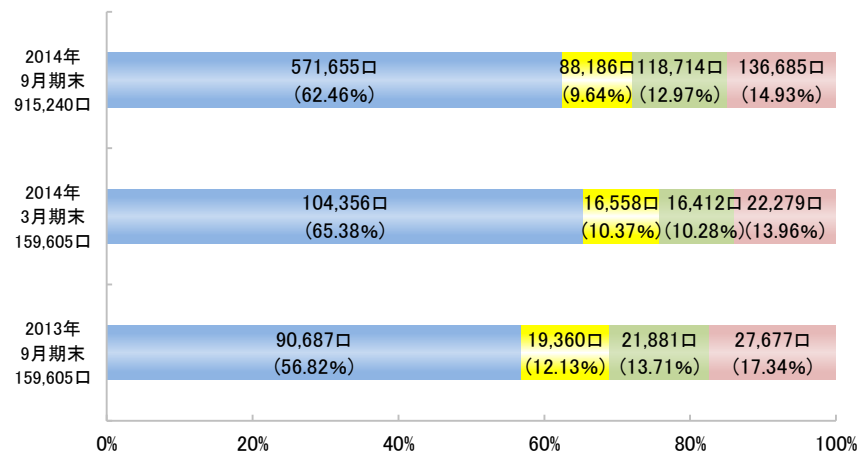 2014年
9月期末
915,240口
571,655口
(62.46%)
88,186口
(9.64%)
118,714口
(12.97%)
136,685口
(14.93%)
2014年
3月期末
159,605口
104,356口
(65.38%)
16,558口
(10.37%)
16,412口
(10.28%)
22,279口
(13.96%)
2013年
9月期末
159,605口
90,687口
(56.82%)
19,360口
(12.13%)
21,881口
(13.71%)
27,677口
(17.34%)
0%
20%
40%
60%
80%
100%